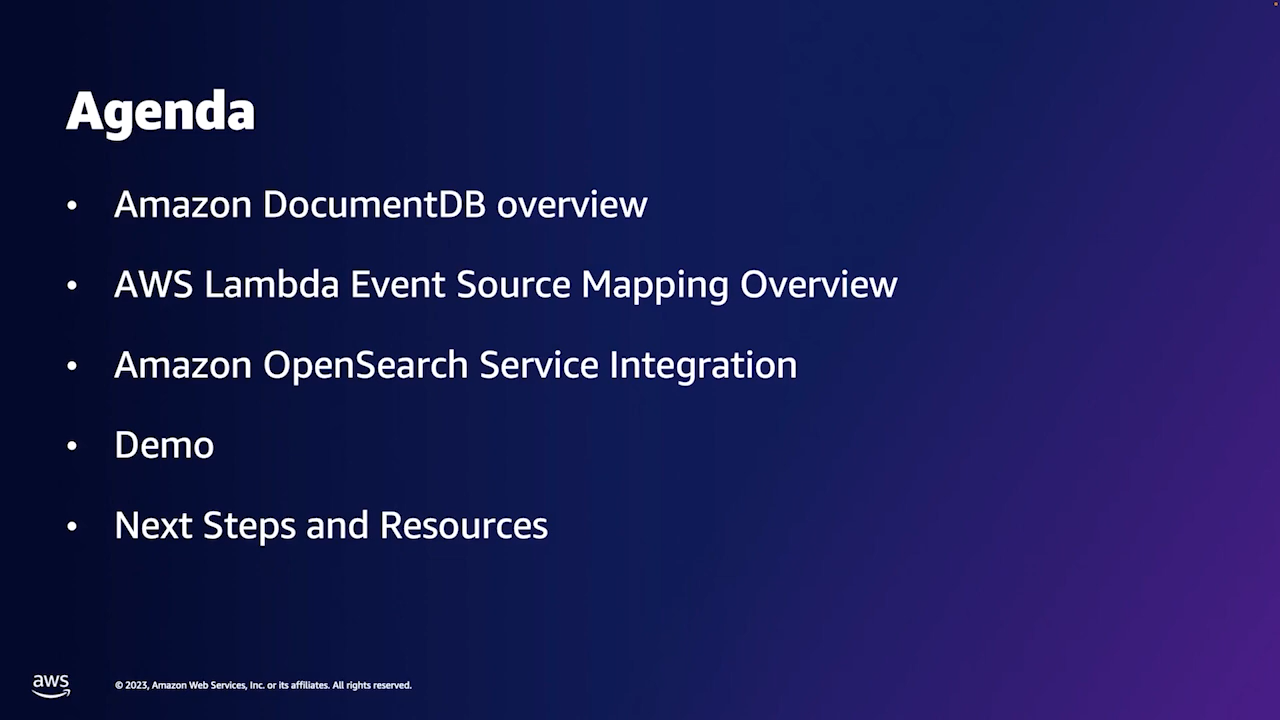 Agenda
• Amazon DocumentDB overview
• AWS Lambda Event Source Mapping Overview
• Amazon OpenSearch Service Integration
• Demo
• Next Steps and Resources
aws
© 2023, Amazon Web Services, Inc. or its affiliates. All rights reserved.